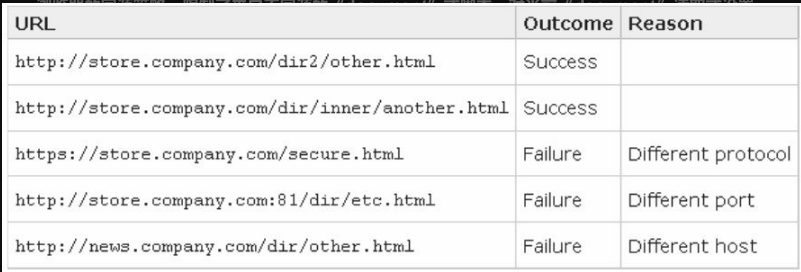 URL Outcome Reason
http://store.company.com/dir2/other.html Success
http://store.company.com/dir/inner/another.html Success
https://store.company.com/secure.html Failure Different protocol
http://store.company.com:81/dir/etc.html Failure Different port
http://news.company.com/dir/other.html Failure Different host